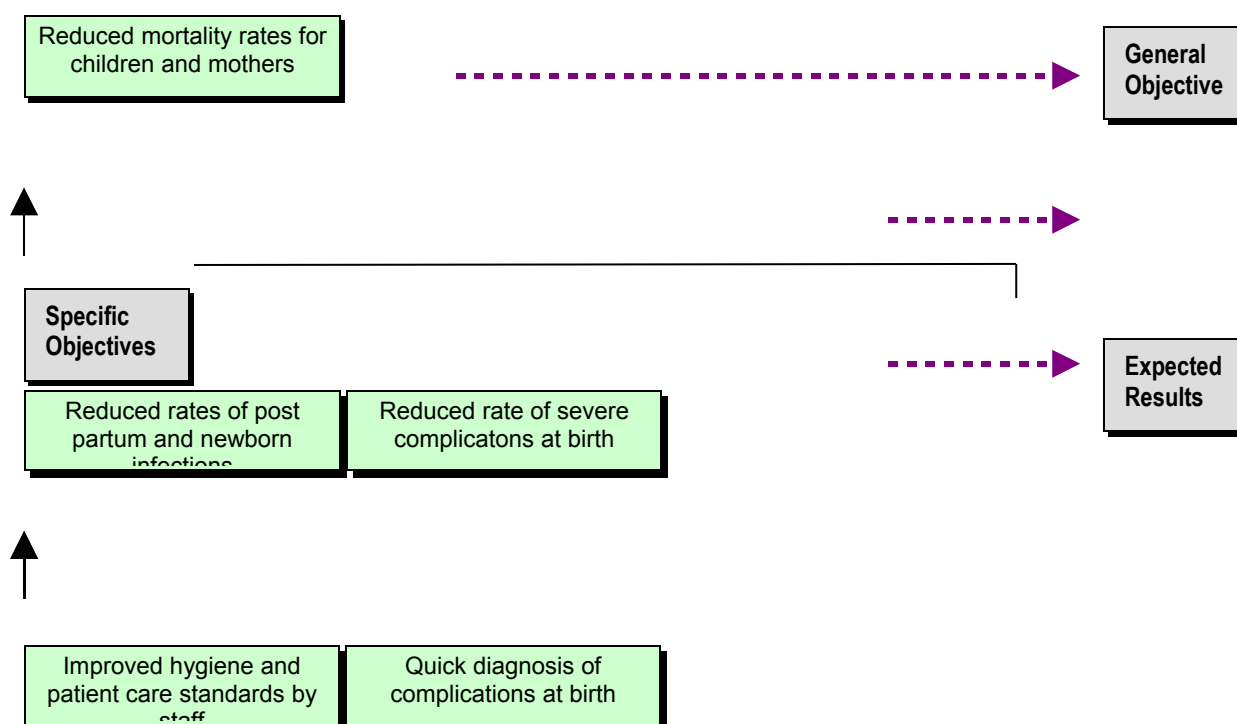 Reduced mortality rates for
children and mothers
General
Objective
Specific
Objectives
Expected
Results
Reduced rates of post
partum and newborn
infections
Reduced rate of severe
complicatons at birth
Improved hygiene and
patient care standards by
staff
Quick diagnosis of
complications at birth